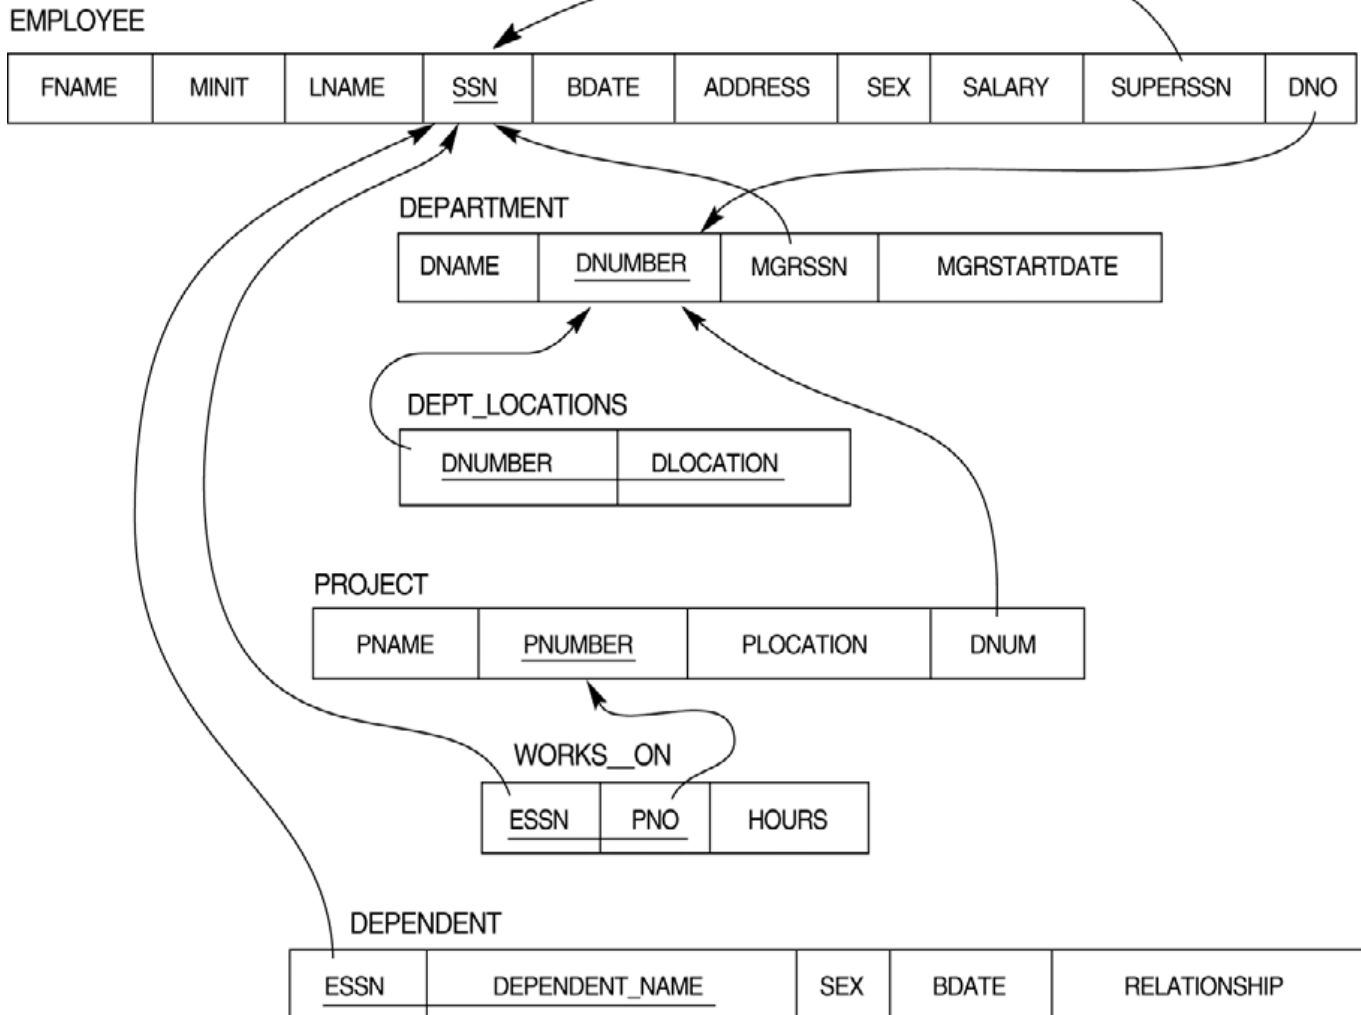 EMPLOYEE
FNAME MINIT LNAME SSN BDATE ADDRESS SEX SALARY SUPERSSN DNO
DEPARTMENT
DNAME DNUMBER MGRSSN MGRSTARTDATE
DEPT_LOCATIONS
DNUMBER DLOCATION
PROJECT
PNAME PNUMBER PLOCATION DNUM
WORKS__ON
ESSN PNO HOURS
DEPENDENT
ESSN DEPENDENT_NAME SEX BDATE RELATIONSHIP